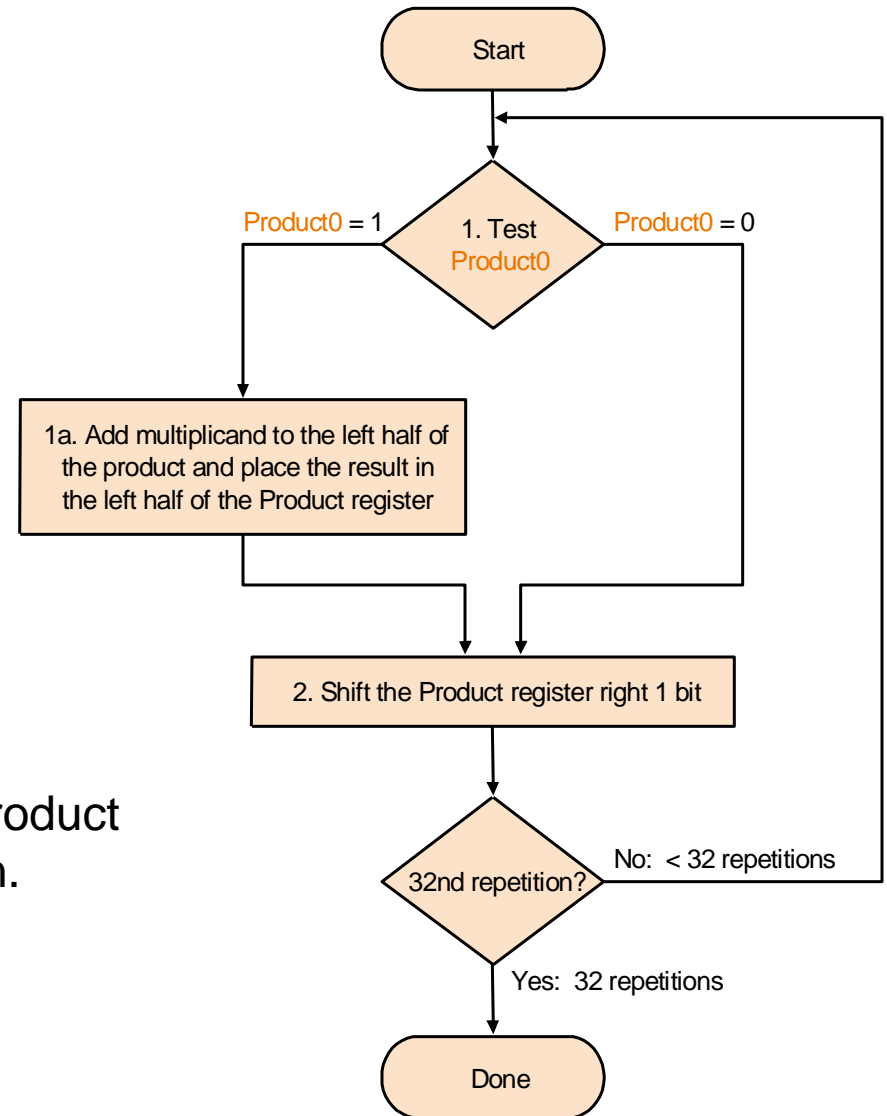 Start
Product0 = 1
1. Test
Product0
Product0 = 0
1a. Add multiplicand to the left half of
the product and place the result in
the left half of the Product register
2. Shift the Product register right 1 bit
32nd repetition?
No: < 32 repetitions
Yes: 32 repetitions
Done